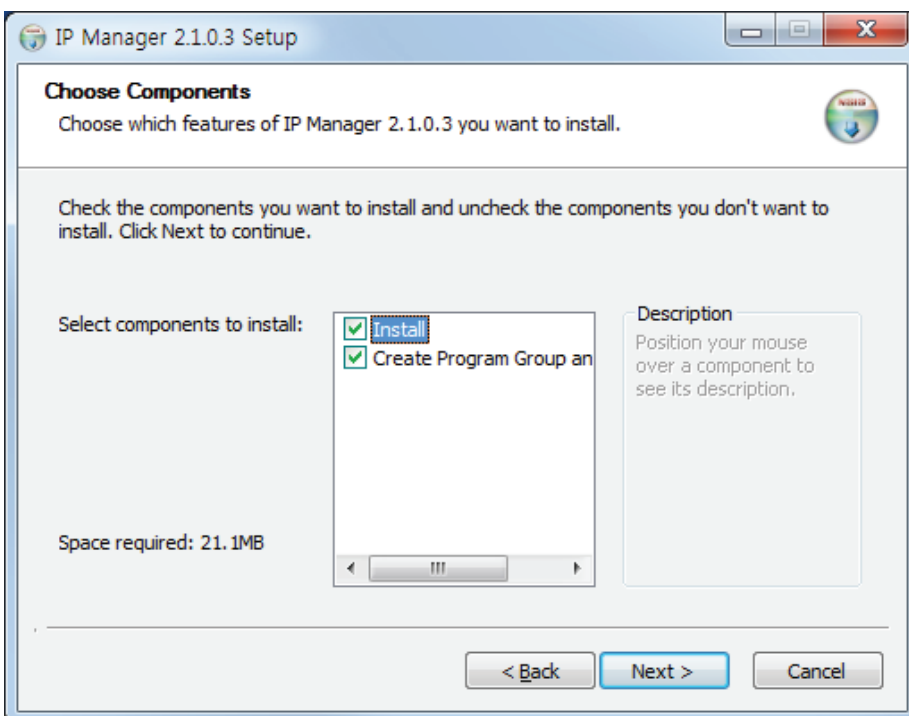 IP Manager 2.1.0.3 Setup
Choose Components
Choose which features of IP Manager 2.1.0.3 you want to install.
Check the components you want to install and uncheck the components you don't want to
install. Click Next to continue.
Select components to install:
Install
Create Program Group an
Description
Position your mouse
over a component to
see its description.
Space required: 21.1MB
< Back
Next >
Cancel